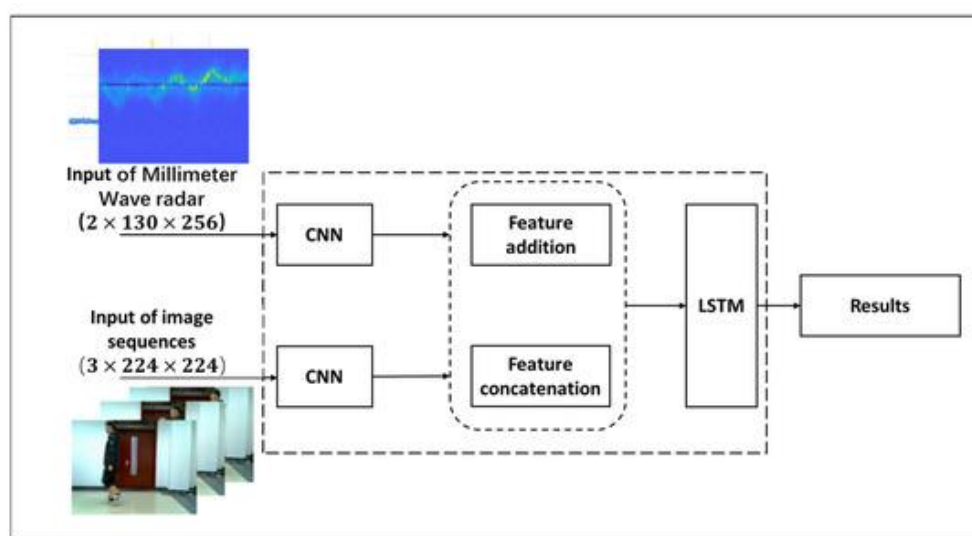 Input of Millimeter
Wave radar
(2 × 130 × 256)
CNN
Feature
addition
LSTM
Results
Input of image
sequences
(3 × 224 × 224)
CNN
Feature
concatenation